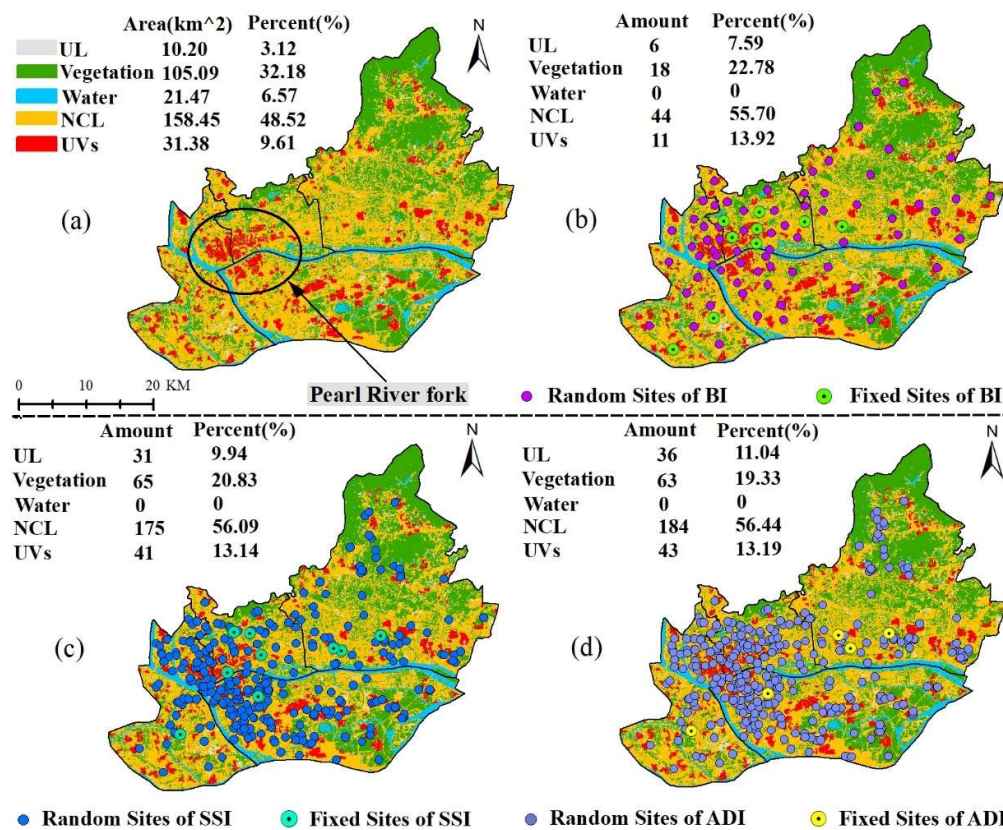 Area(km^2) Percent(%)
UL 10.20 3.12
Vegetation 105.09 32.18
Water 21.47 6.57
NCL 158.45 48.52
UVs 31.38 9.61
N
(a)
Pearl River fork
0 10 20 KM
Amount Percent(%)
UL 6 7.59
Vegetation 18 22.78
Water 0 0
NCL 44 55.70
UVs 11 13.92
N
(b)
Random Sites of BI Fixed Sites of BI
Amount Percent(%)
UL 31 9.94
Vegetation 65 20.83
Water 0 0
NCL 175 56.09
UVs 41 13.14
N
(c)
Random Sites of SSI Fixed Sites of SSI
Amount Percent(%)
UL 36 11.04
Vegetation 63 19.33
Water 0 0
NCL 184 56.44
UVs 43 13.19
N
(d)
Random Sites of ADI Fixed Sites of AD